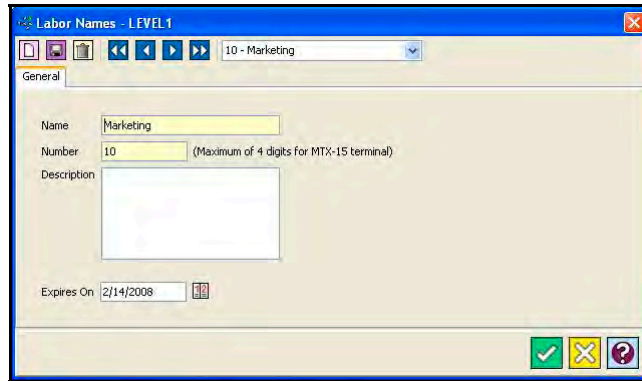 Labor Names - LEVEL1
10 - Marketing
General
Name Marketing
Number 10 (Maximum of 4 digits for MTX-15 terminal)
Description
Expires On 2/14/2008 12
?